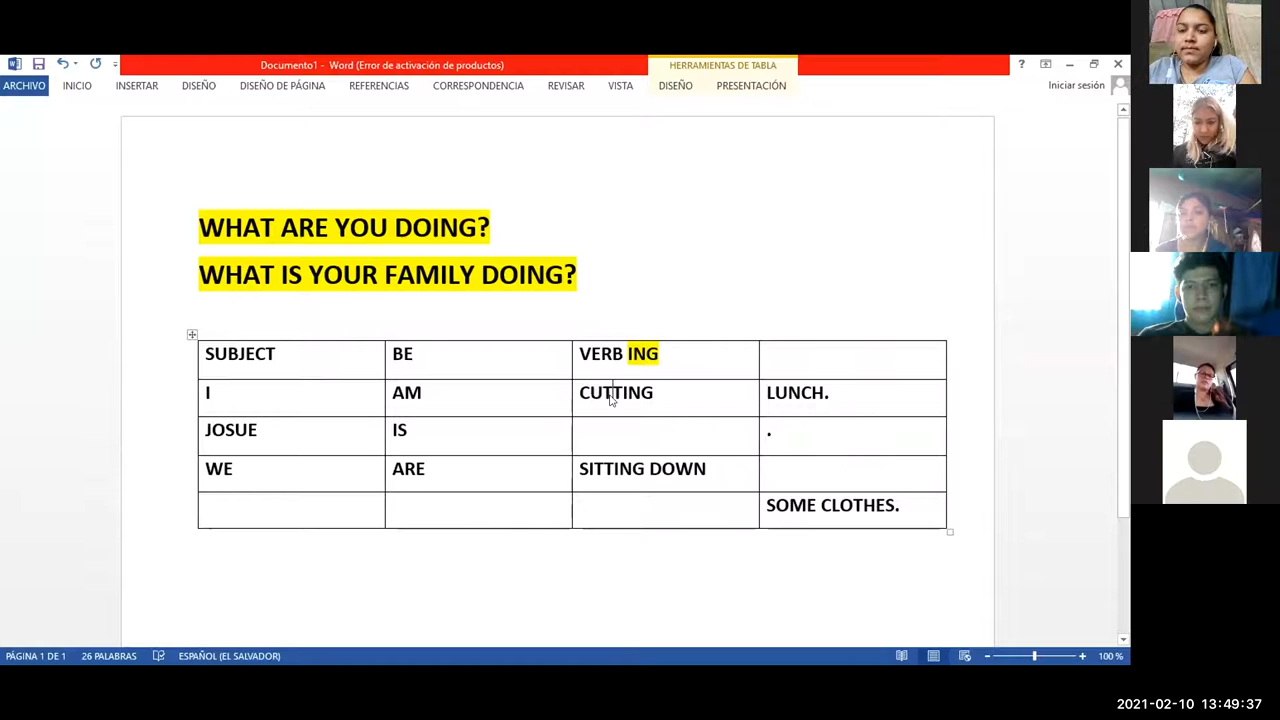 Documento1 - Word (Error de activación de productos)
HERRAMIENTAS DE TABLA
?
ARCHIVO INICIO INSERTAR DISEÑO DISEÑO DE PÁGINA REFERENCIAS CORRESPONDENCIA REVISAR VISTA DISEÑO PRESENTACIÓN Iniciar sesión
WHAT ARE YOU DOING?
WHAT IS YOUR FAMILY DOING?
SUBJECT BE VERB ING
I AM CUTTING LUNCH.
JOSUE IS .
WE ARE SITTING DOWN
SOME CLOTHES.
PÁGINA 1 DE 1 26 PALABRAS ESPAÑOL (EL SALVADOR) 100 %
2021-02-10 13:49:37